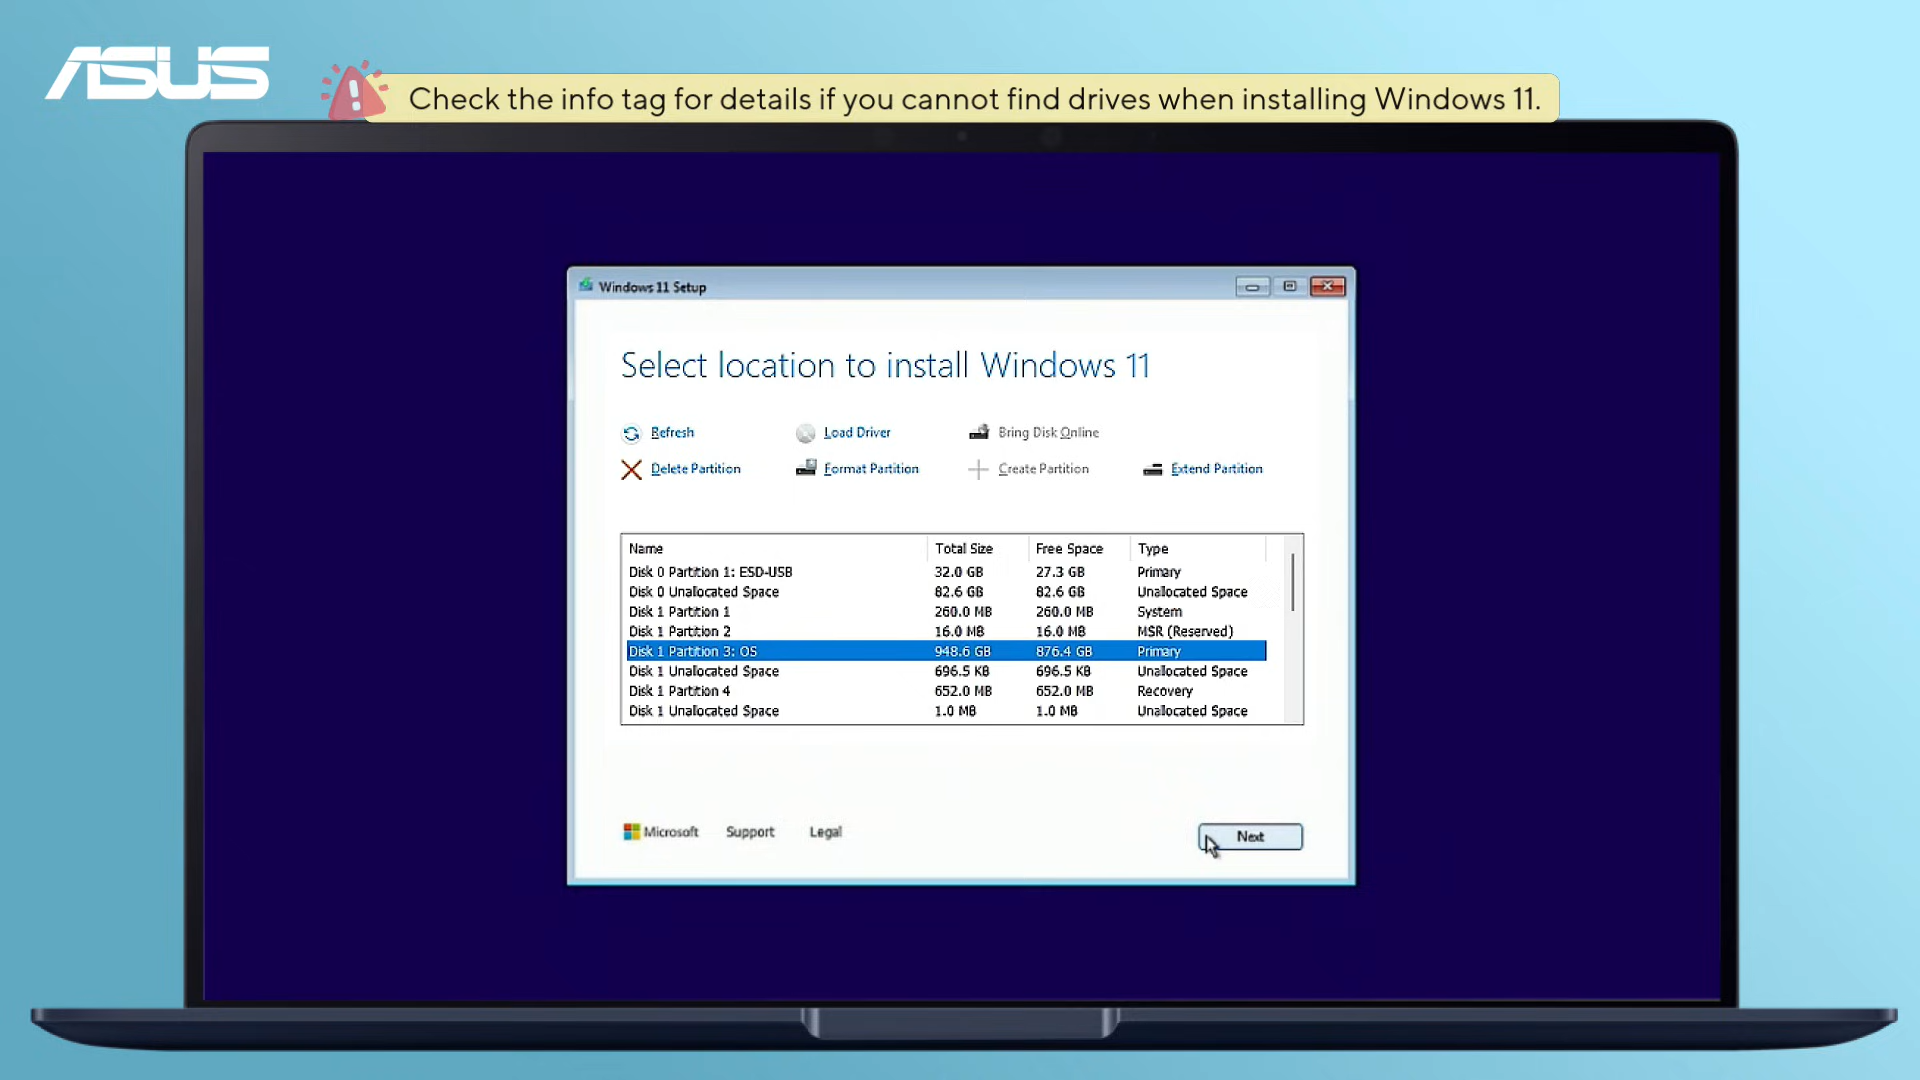 ASUS
Check the info tag for details if you cannot find drives when installing Windows 11.
Windows 11 Setup
Select location to install Windows 11
Refresh Load Driver Bring Disk Online
Delete Partition Format Partition Create Partition Extend Partition
Name Total Size Free Space Type
Disk 0 Partition 1: ESD-USB 32.0 GB 27.3 GB Primary
Disk 0 Unallocated Space 82.6 GB 82.6 GB Unallocated Space
Disk 1 Partition 1 260.0 MB 260.0 MB System
Disk 1 Partition 2 16.0 MB 16.0 MB MSR (Reserved)
Disk 1 Partition 3: OS 948.6 GB 876.4 GB Primary
Disk 1 Unallocated Space 696.5 KB 696.5 KB Unallocated Space
Disk 1 Partition 4 652.0 MB 652.0 MB Recovery
Disk 1 Unallocated Space 1.0 MB 1.0 MB Unallocated Space
Microsoft Support Legal Next